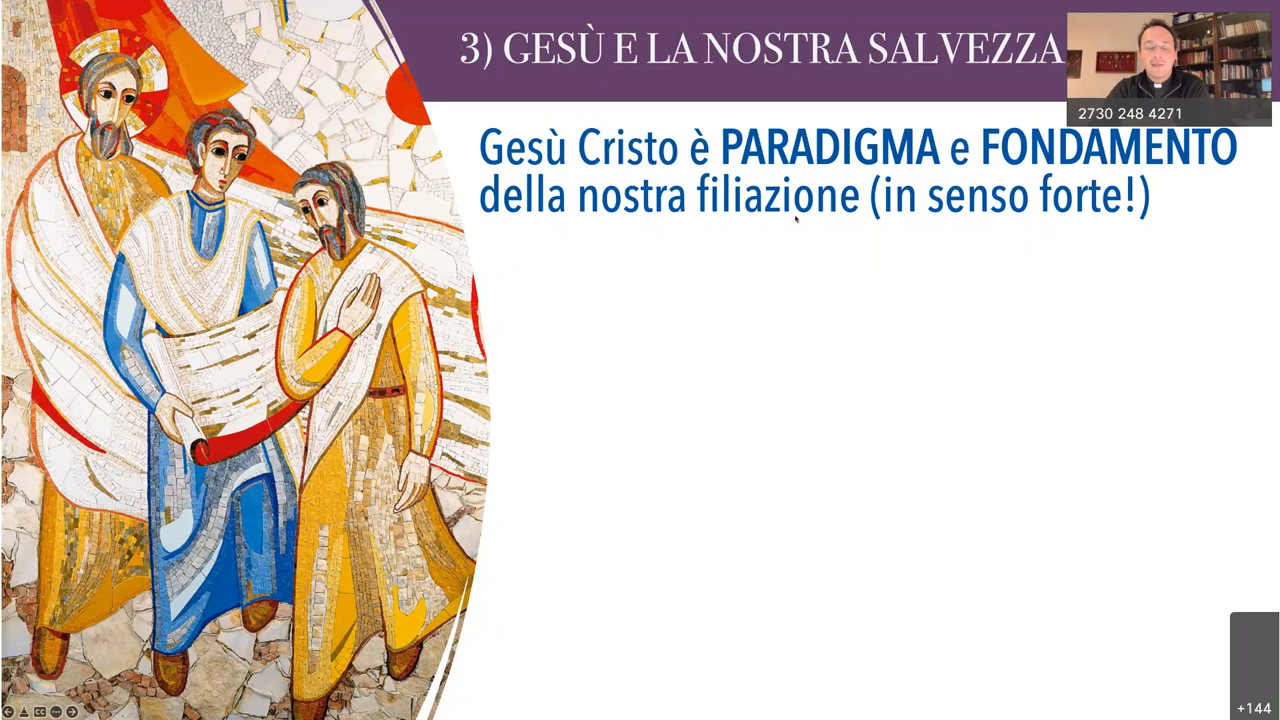 3) GESÙ E LA NOSTRA SALVEZZA
2730 248 4271
Gesù Cristo è PARADIGMA e FONDAMENTO
della nostra filiazione (in senso forte!)
CC
+144